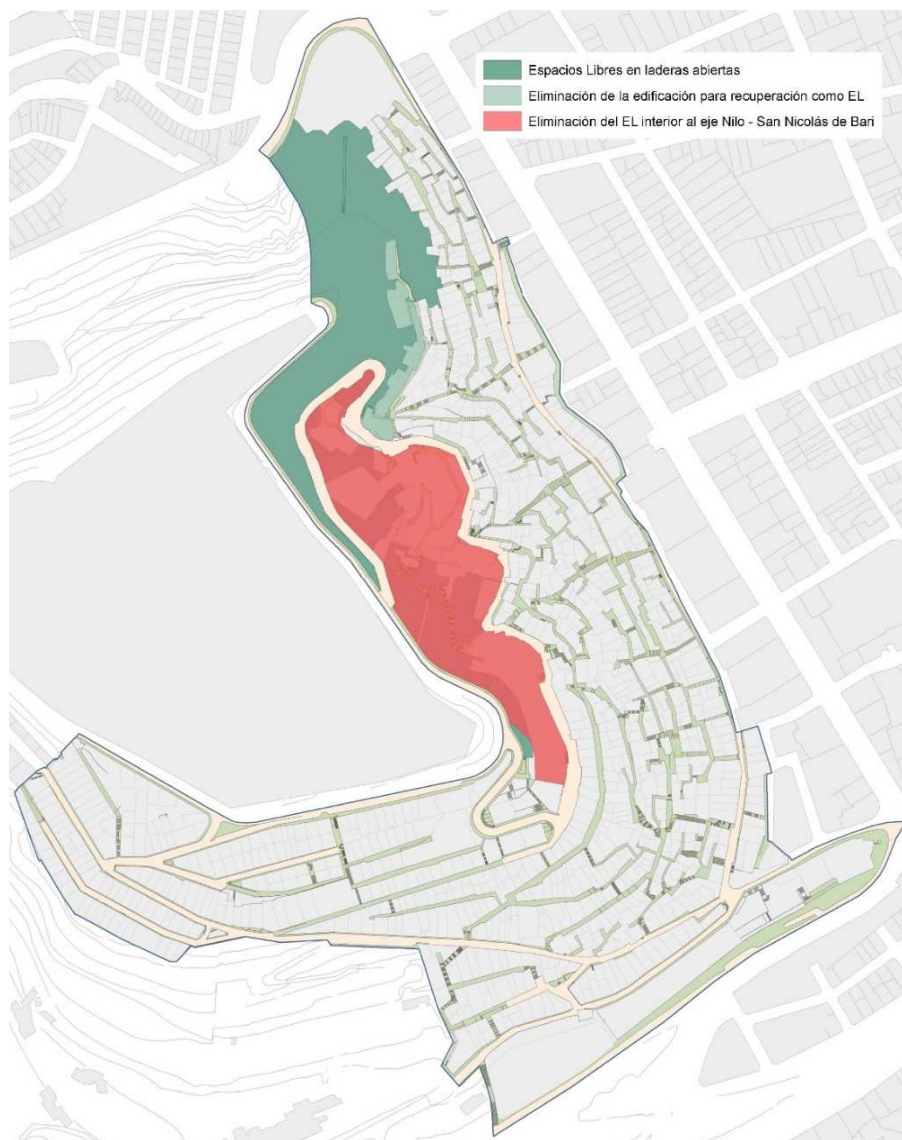 Espacios Libres en laderas abiertas
Eliminación de la edificación para recuperación como EL
Eliminación del EL interior al eje Nilo - San Nicolás de Bari